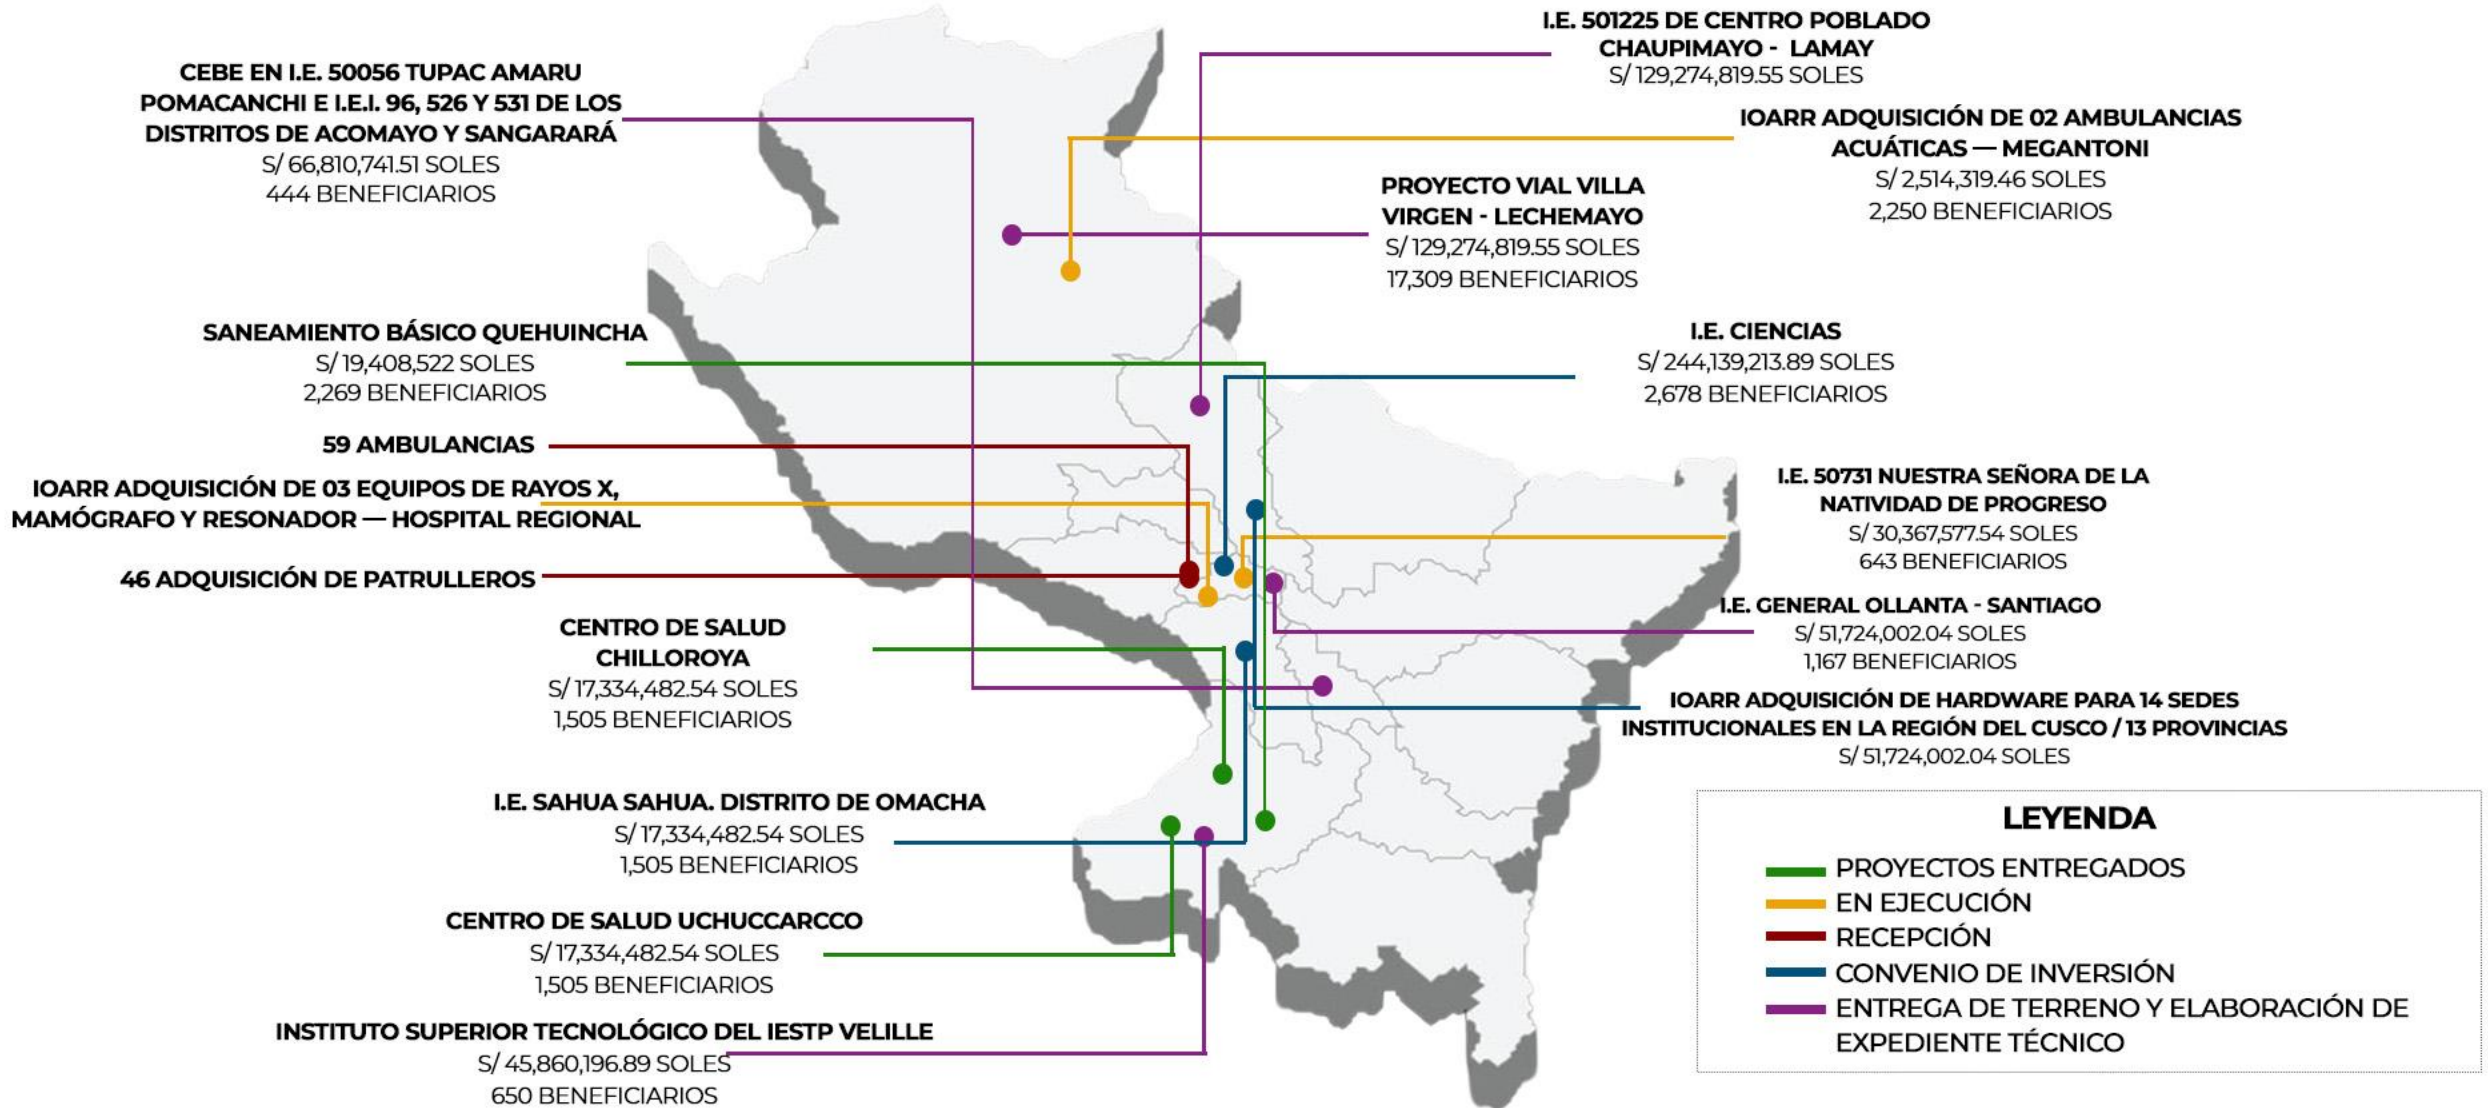 CEBE EN I.E. 50056 TUPAC AMARU
POMACANCHI E I.E.I. 96, 526 Y 531 DE LOS
DISTRITOS DE ACOMAYO Y SANGARARÁ
S/ 66,810,741.51 SOLES
444 BENEFICIARIOS
SANEAMIENTO BÁSICO QUEHUINCHA
S/ 19,408,522 SOLES
2,269 BENEFICIARIOS
59 AMBULANCIAS
IOARR ADQUISICIÓN DE 03 EQUIPOS DE RAYOS X,
MAMÓGRAFO Y RESONADOR — HOSPITAL REGIONAL
46 ADQUISICIÓN DE PATRULLEROS
CENTRO DE SALUD
CHILLOROYA
S/ 17,334,482.54 SOLES
1,505 BENEFICIARIOS
I.E. SAHUA SAHUA. DISTRITO DE OMACHA
S/ 17,334,482.54 SOLES
1,505 BENEFICIARIOS
CENTRO DE SALUD UCHUCCARCCO
S/ 17,334,482.54 SOLES
1,505 BENEFICIARIOS
INSTITUTO SUPERIOR TECNOLÓGICO DEL IESTP VELILLE
S/ 45,860,196.89 SOLES
650 BENEFICIARIOS
I.E. 501225 DE CENTRO POBLADO
CHAUPIMAYO - LAMAY
S/ 129,274,819.55 SOLES
IOARR ADQUISICIÓN DE 02 AMBULANCIAS
ACUÁTICAS — MEGANTONI
S/ 2,514,319.46 SOLES
2,250 BENEFICIARIOS
PROYECTO VIAL VILLA
VIRGEN - LECHEMAYO
S/ 129,274,819.55 SOLES
17,309 BENEFICIARIOS
I.E. CIENCIAS
S/ 244,139,213.89 SOLES
2,678 BENEFICIARIOS
I.E. 50731 NUESTRA SEÑORA DE LA
NATIVIDAD DE PROGRESO
S/ 30,367,577.54 SOLES
643 BENEFICIARIOS
I.E. GENERAL OLLANTA - SANTIAGO
S/ 51,724,002.04 SOLES
1,167 BENEFICIARIOS
IOARR ADQUISICIÓN DE HARDWARE PARA 14 SEDES
INSTITUCIONALES EN LA REGIÓN DEL CUSCO / 13 PROVINCIAS
S/ 51,724,002.04 SOLES
LEYENDA
PROYECTOS ENTREGADOS
EN EJECUCIÓN
RECEPCIÓN
CONVENIO DE INVERSIÓN
ENTREGA DE TERRENO Y ELABORACIÓN DE
EXPEDIENTE TÉCNICO